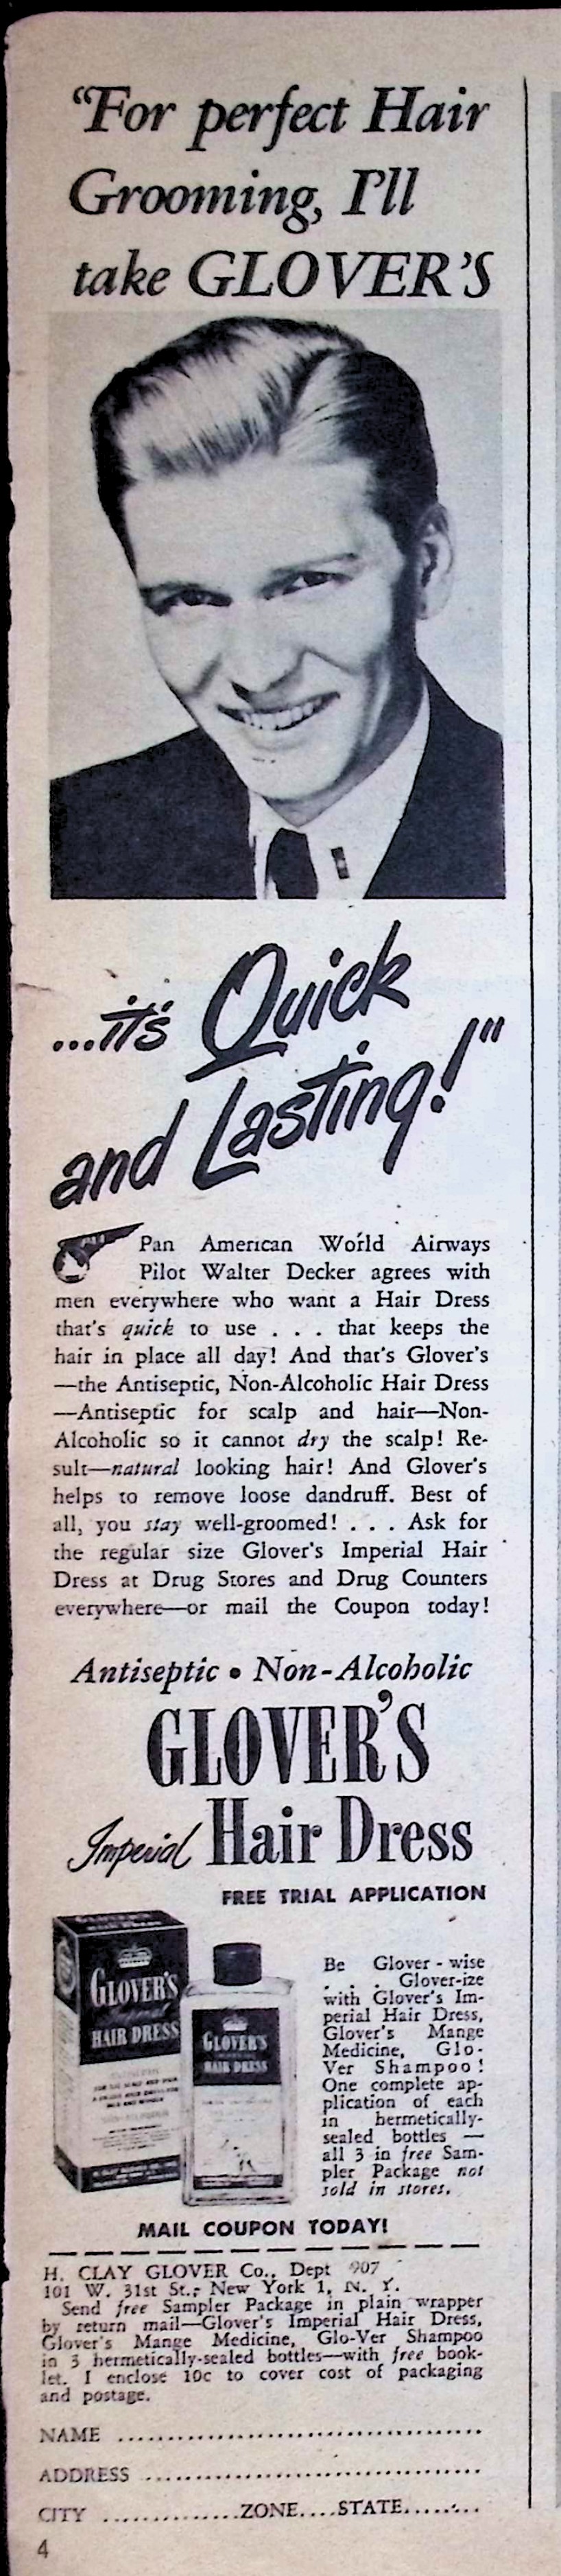 “For perfect Hair
Grooming, I'll
take GLOVER'S
...it's Quick
and Lasting!”
Pan American World Airways
Pilot Walter Decker agrees with
men everywhere who want a Hair Dress
that's quick to use . . . that keeps the
hair in place all day! And that's Glover's
—the Antiseptic, Non-Alcoholic Hair Dress
—Antiseptic for scalp and hair—Non-
Alcoholic so it cannot dry the scalp! Re-
sult—natural looking hair! And Glover's
helps to remove loose dandruff. Best of
all, you stay well-groomed! . . . Ask for
the regular size Glover's Imperial Hair
Dress at Drug Stores and Drug Counters
everywhere—or mail the Coupon today!
Antiseptic • Non-Alcoholic
GLOVER'S
Imperial Hair Dress
FREE TRIAL APPLICATION
GLOVER'S
HAIR DRESS
GLOVER'S
HAIR DRESS
Be Glover-wise
. . . Glover-ize
with Glover's Im-
perial Hair Dress,
Glover's Mange
Medicine, Glo-
Ver Shampoo!
One complete ap-
plication of each
in hermetically-
sealed bottles —
all 3 in free Sam-
pler Package not
sold in stores.
MAIL COUPON TODAY!
H. CLAY GLOVER Co., Dept 907
101 W. 31st St., New York 1, N. Y.
Send free Sampler Package in plain wrapper
by return mail—Glover's Imperial Hair Dress,
Glover's Mange Medicine, Glo-Ver Shampoo
in 3 hermetically-sealed bottles—with free book-
let. I enclose 10c to cover cost of packaging
and postage.
NAME ........................................
ADDRESS ....................................
CITY ..............ZONE....STATE.........
4